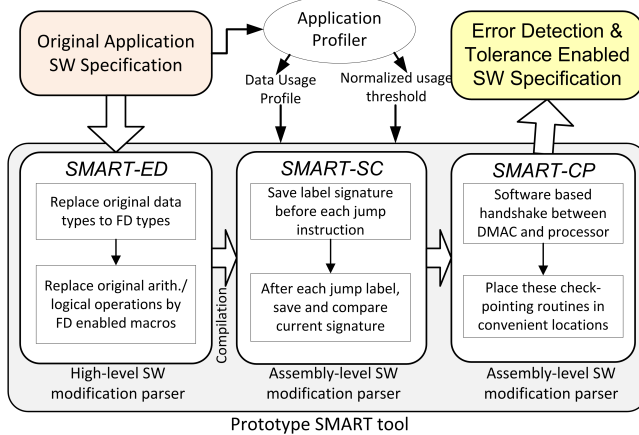 Original Application
SW Specification
Application
Profiler
Error Detection &
Tolerance Enabled
SW Specification
Data Usage
Profile
Normalized usage
threshold
SMART-ED
Replace original data
types to FD types
Replace original arith./
logical operations by
FD enabled macros
High-level SW
modification parser
Compilation
SMART-SC
Save label signature
before each jump
instruction
After each jump label,
save and compare
current signature
Assembly-level SW
modification parser
SMART-CP
Software based
handshake between
DMAC and processor
Place these check-
pointing routines in
convenient locations
Assembly-level SW
modification parser
Prototype SMART tool